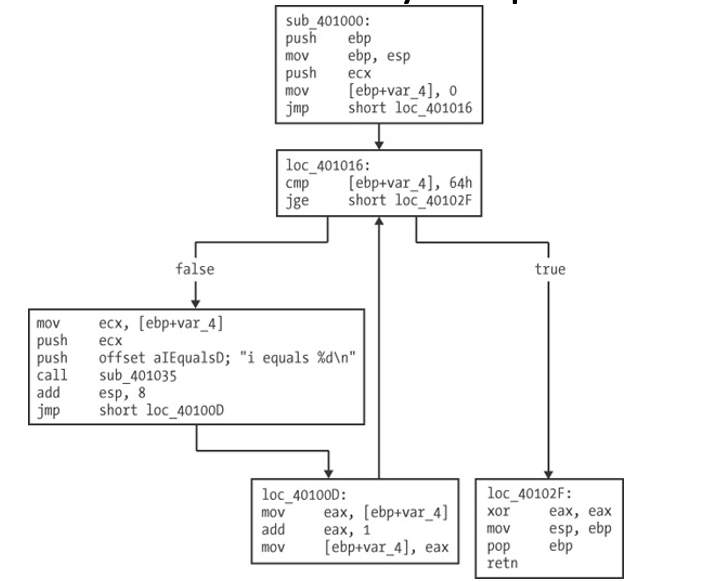 sub_401000:
push ebp
mov ebp, esp
push ecx
mov [ebp+var_4], 0
jmp short loc_401016
loc_401016:
cmp [ebp+var_4], 64h
jge short loc_40102F
false
true
mov ecx, [ebp+var_4]
push ecx
push offset aIEqualsD; "i equals %d\n"
call sub_401035
add esp, 8
jmp short loc_40100D
loc_40100D:
mov eax, [ebp+var_4]
add eax, 1
mov [ebp+var_4], eax
loc_40102F:
xor eax, eax
mov esp, ebp
pop ebp
retn